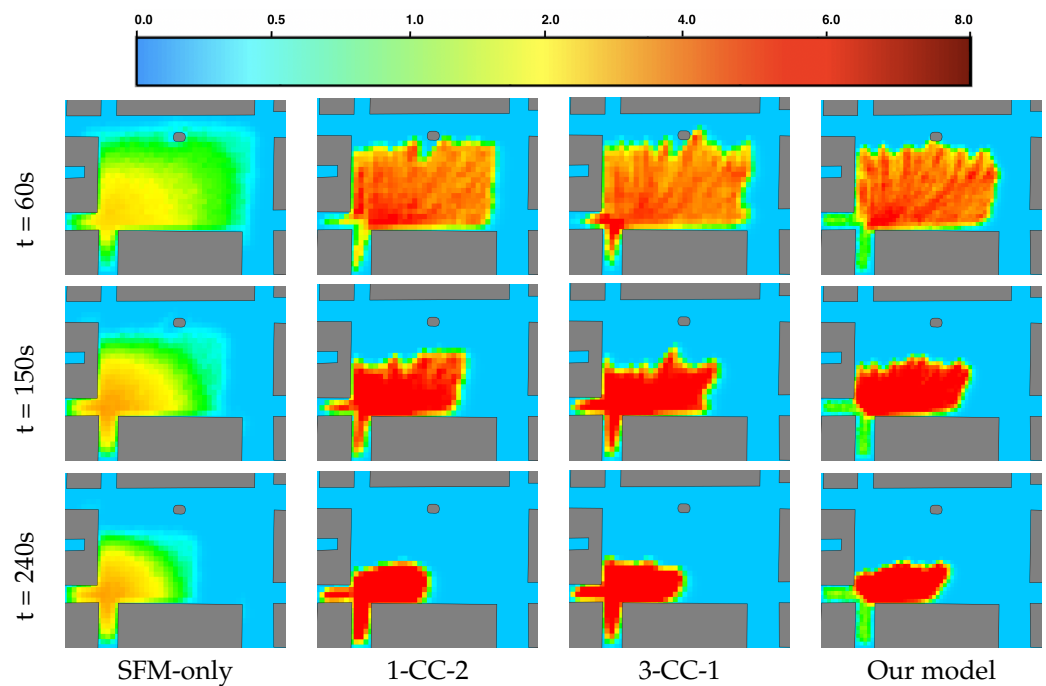 0.0 0.5 1.0 2.0 4.0 6.0 8.0
t = 60s
t = 150s
t = 240s
SFM-only 1-CC-2 3-CC-1 Our model